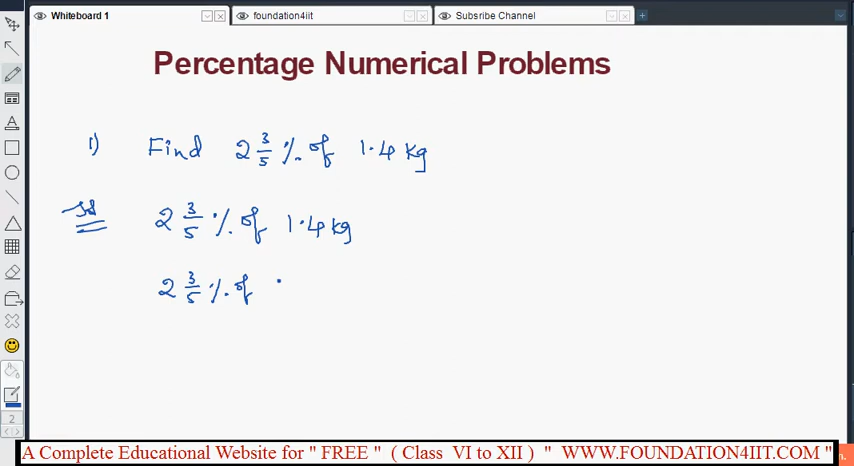 Whiteboard 1
foundation4iit
Subsribe Channel
Percentage Numerical Problems
1) Find 2 3/5 % of 1.4 kg
Sol 2 3/5 % of 1.4 kg
2 3/5 % of
2
A Complete Educational Website for " FREE " ( Class VI to XII ) " WWW.FOUNDATION4IIT.COM "